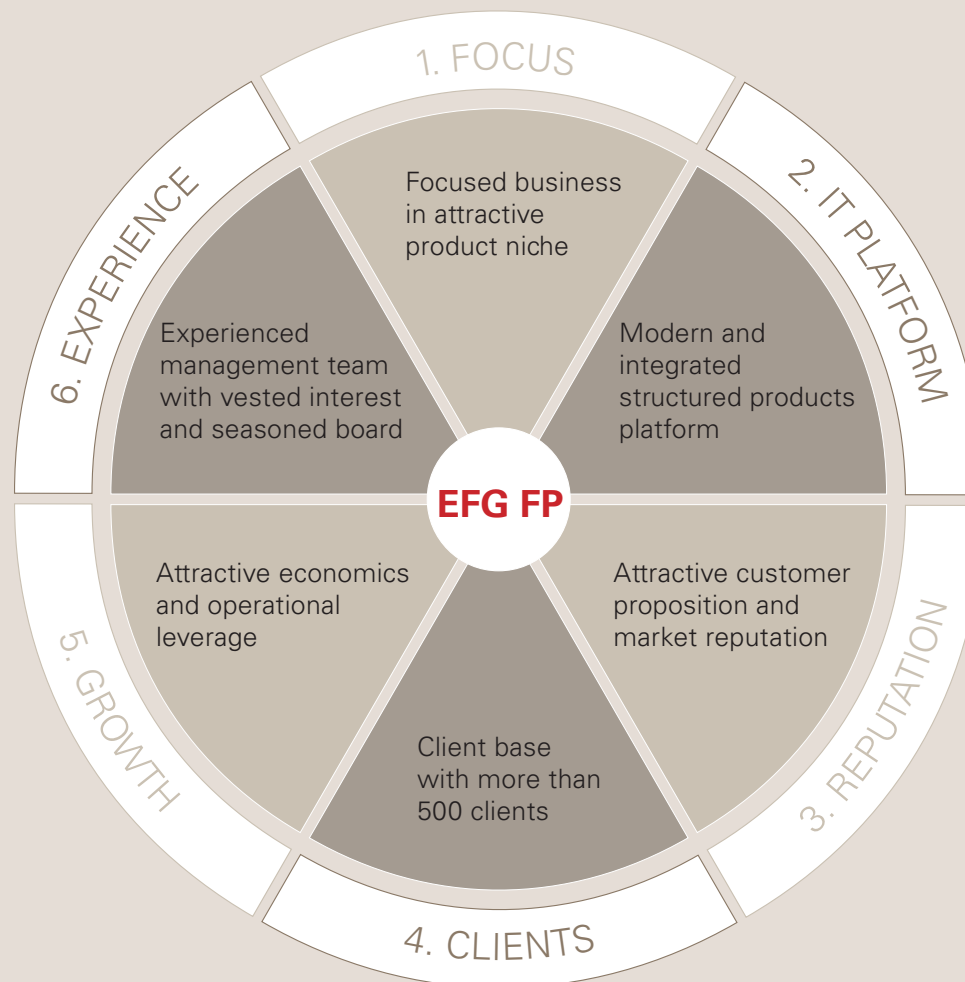 1. FOCUS
Focused business
in attractive
product niche
2. IT PLATFORM
Modern and
integrated
structured products
platform
3. REPUTATION
Attractive customer
proposition and
market reputation
4. CLIENTS
Client base
with more than
500 clients
5. GROWTH
Attractive economics
and operational
leverage
6. EXPERIENCE
Experienced
management team
with vested interest
and seasoned board
EFG FP